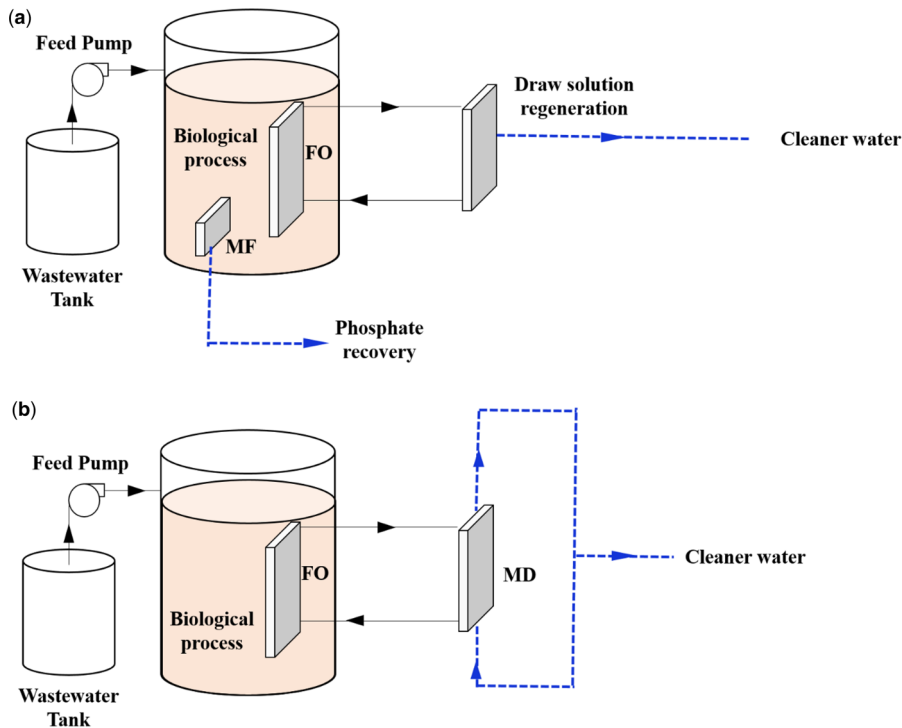 (a)
Feed Pump
Draw solution
regeneration
Cleaner water
Biological
process
FO
MF
Wastewater
Tank
Phosphate
recovery
(b)
Feed Pump
FO
MD
Cleaner water
Biological
process
Wastewater
Tank